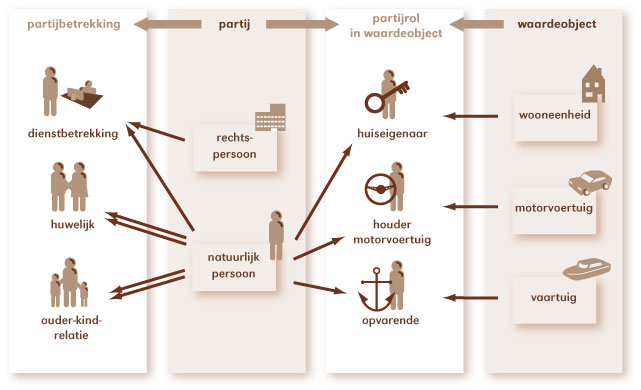 partijbetrekking
partij
partijrol
in waardeobject
waardeobject
dienstbetrekking
huwelijk
ouder-kind-
relatie
rechts-
persoon
natuurlijk
persoon
huiseigenaar
houder
motorvoertuig
opvarende
wooneenheid
motorvoertuig
vaartuig